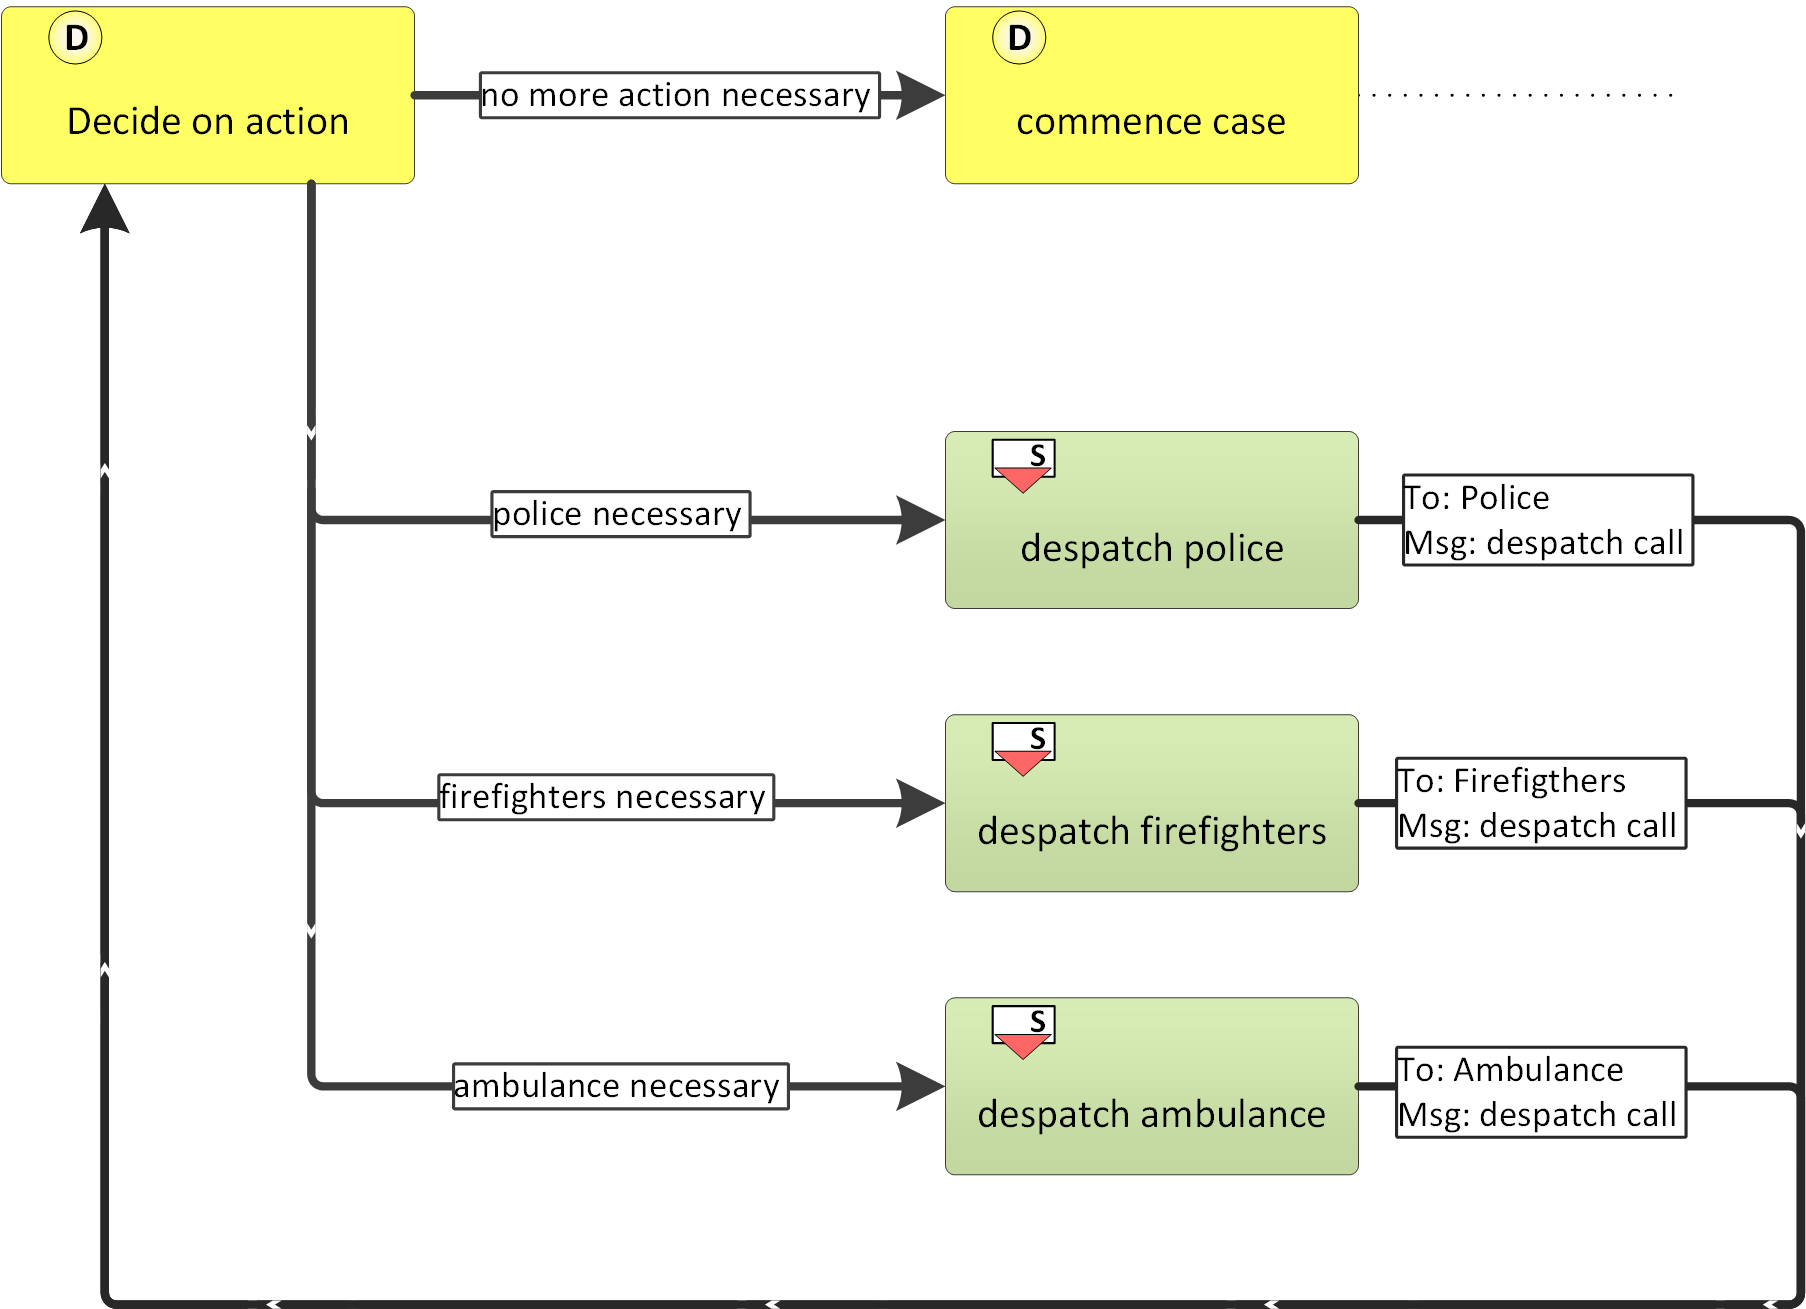 D
Decide on action
no more action necessary
D
commence case
police necessary
S
despatch police
To: Police
Msg: despatch call
firefighters necessary
S
despatch firefighters
To: Firefigthers
Msg: despatch call
ambulance necessary
S
despatch ambulance
To: Ambulance
Msg: despatch call